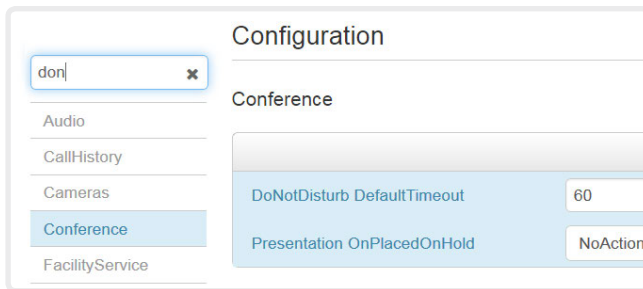 Configuration
don
Conference
Audio
CallHistory
Cameras
Conference
FacilityService
DoNotDisturb DefaultTimeout
60
Presentation OnPlacedOnHold
NoAction